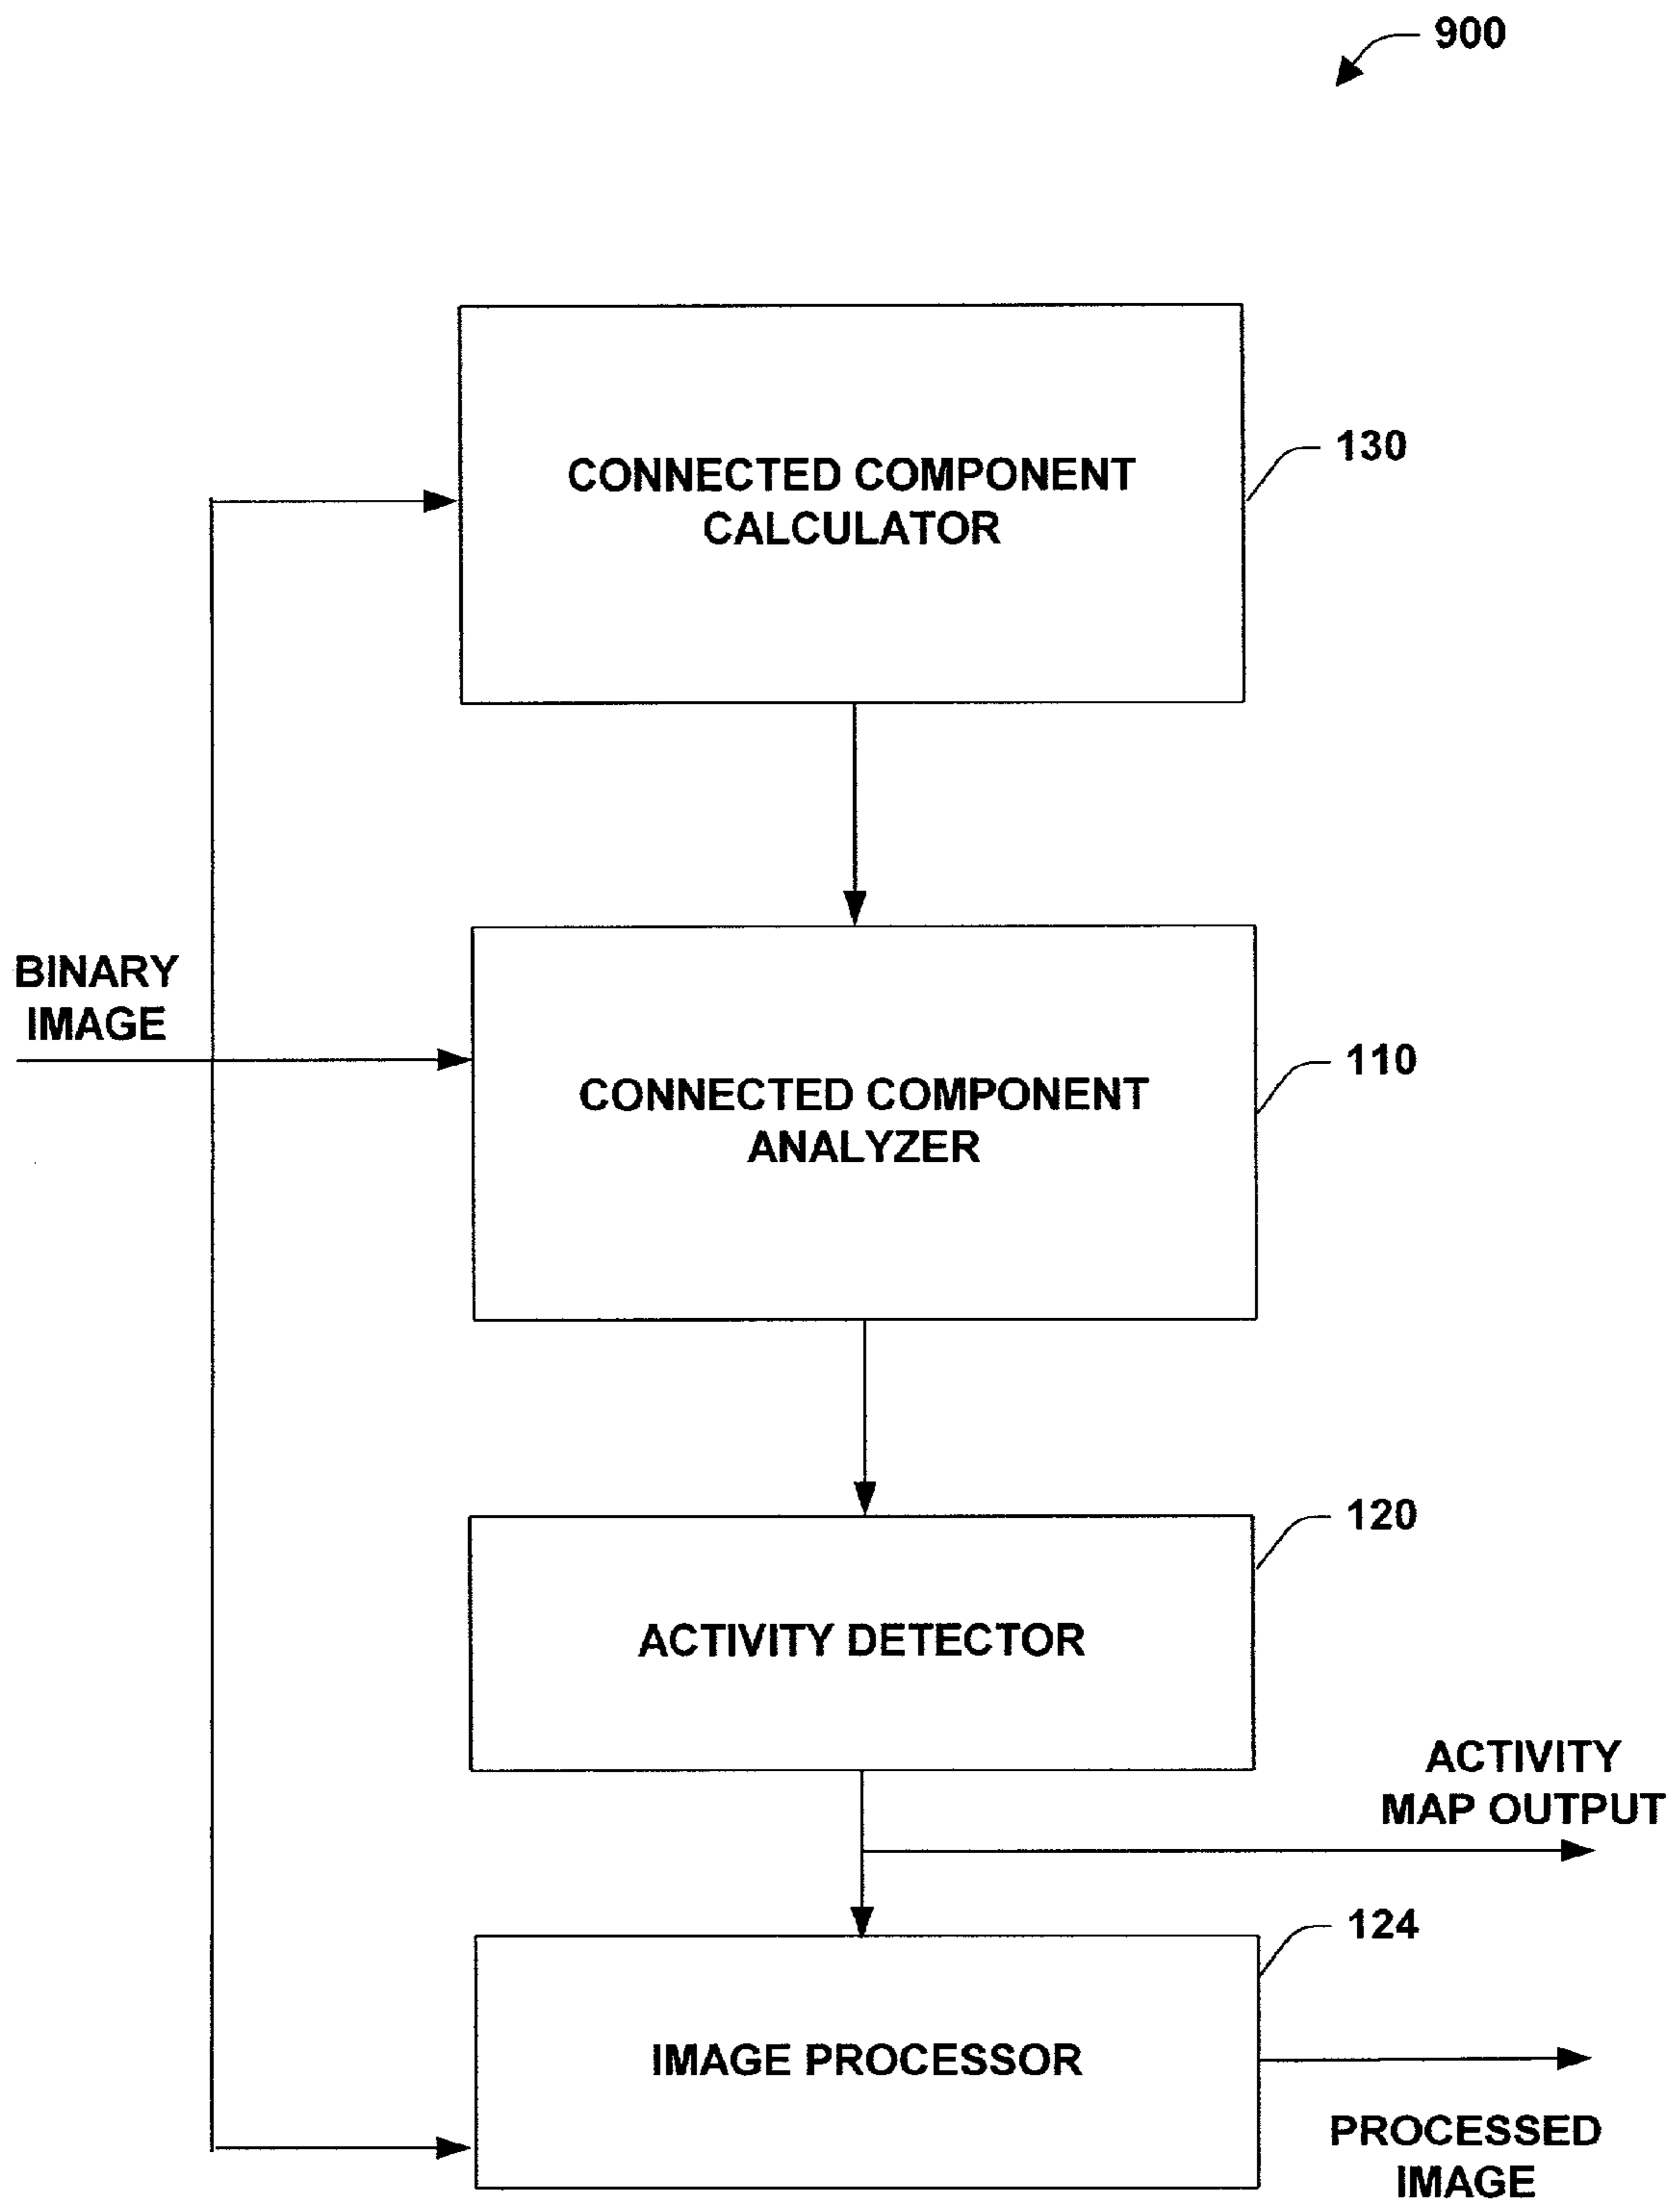 900
CONNECTED COMPONENT
CALCULATOR
130
BINARY
IMAGE
CONNECTED COMPONENT
ANALYZER
110
120
ACTIVITY DETECTOR
ACTIVITY
MAP OUTPUT
124
IMAGE PROCESSOR
PROCESSED
IMAGE